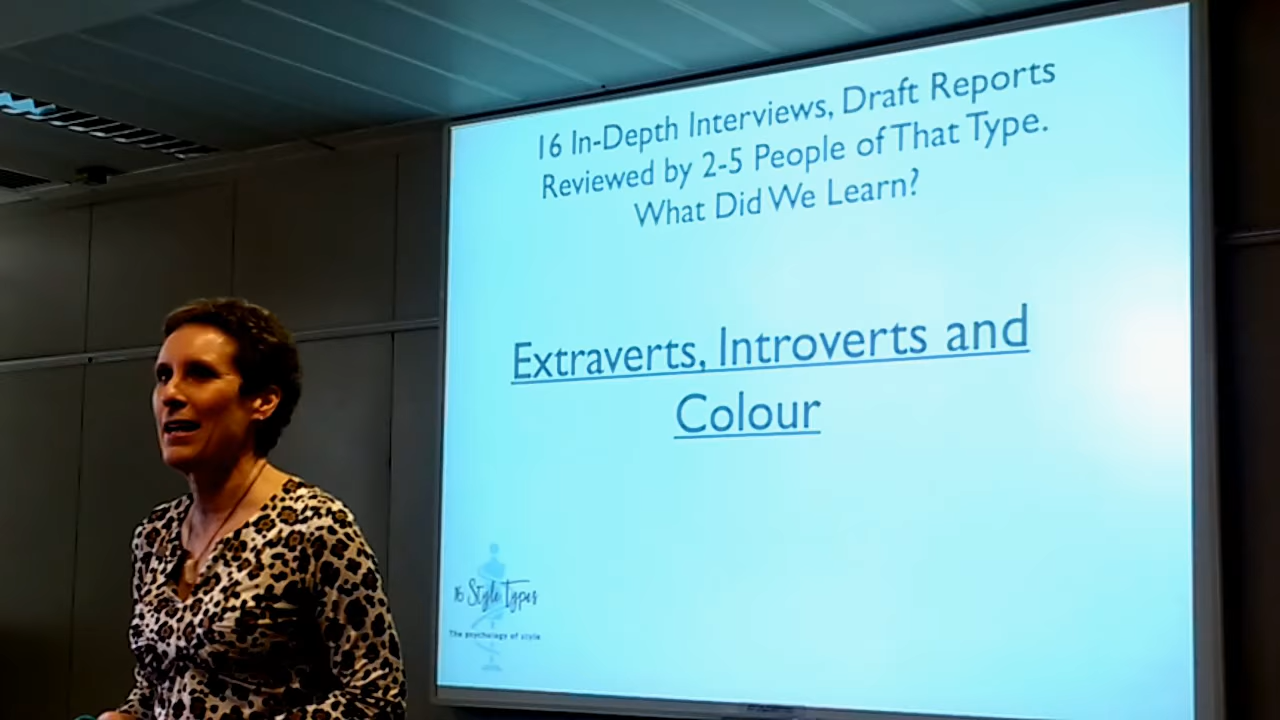 16 In-Depth Interviews, Draft Reports
Reviewed by 2-5 People of That Type.
What Did We Learn?
Extraverts, Introverts and
Colour
16 Style Types
The psychology of style